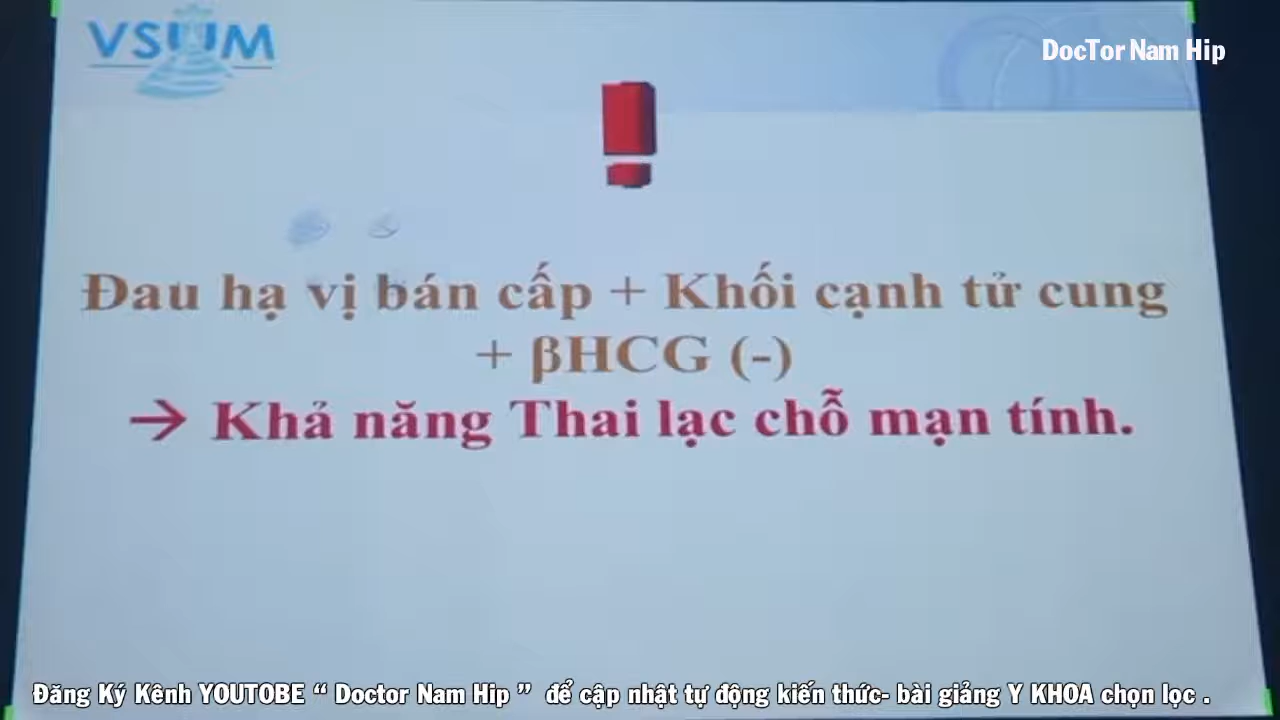 VSUM
DocTor Nam Hip
Đau hạ vị bán cấp + Khối cạnh tử cung
+ βHCG (-)
→ Khả năng Thai lạc chỗ mạn tính.
Đăng Ký Kênh YOUTOBE “ Doctor Nam Hip ” để cập nhật tự động kiến thức- bài giảng Y KHOA chọn lọc .